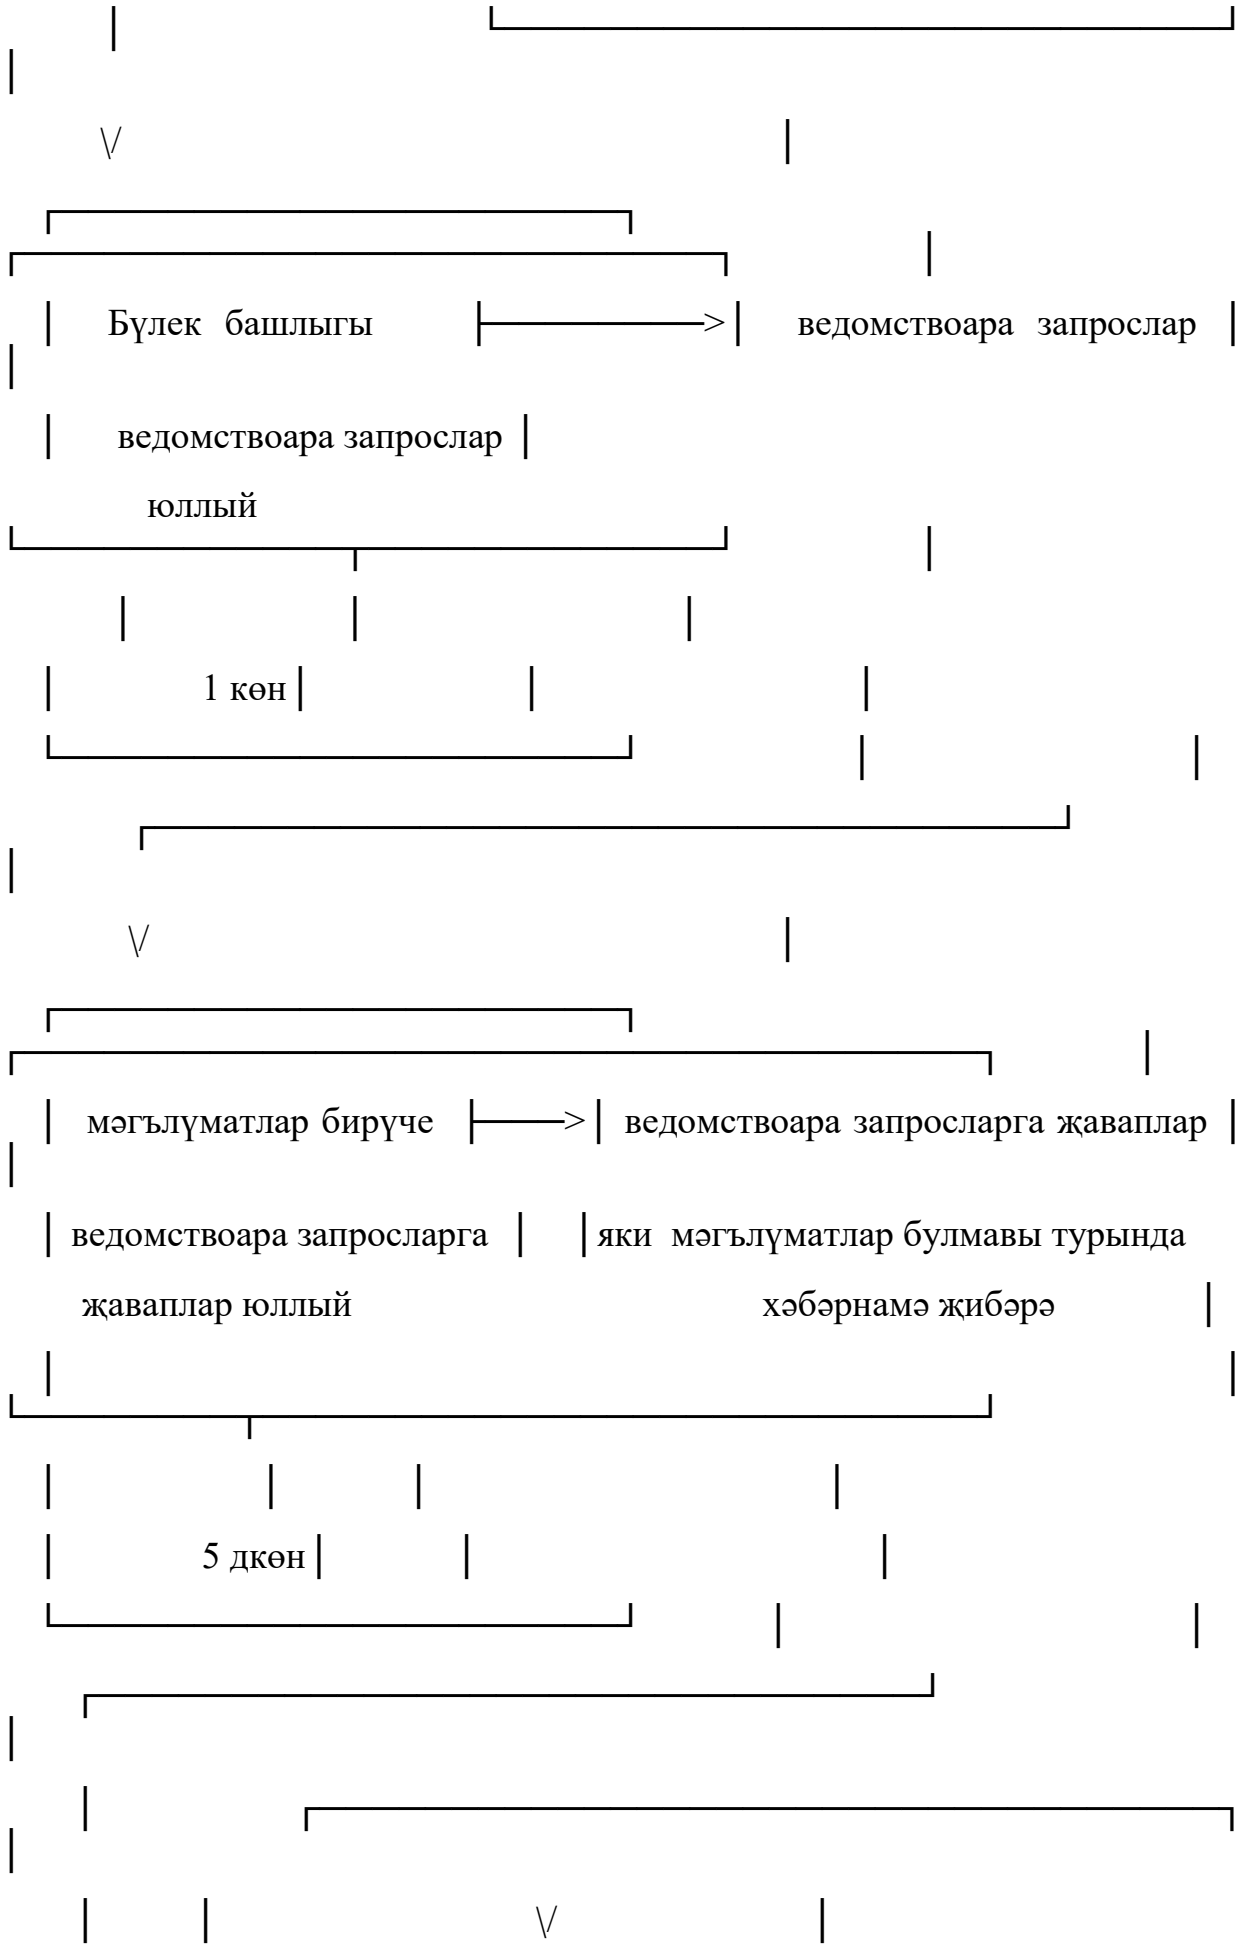 Бүлек башлыгы > ведомствоара запрослар
ведомствоара запрослар
юллый
1 көн
мәгълүматлар бирүче > ведомствоара запросларга җаваплар
ведомствоара запросларга яки мәгълүматлар булмавы турында
җаваплар юллый хәбәрнамә җибәрә
5 дкөн